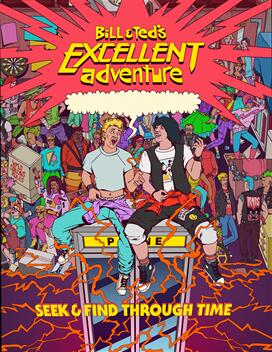 Bill & Ted's
EXCELLENT
adventure
SEEK & FIND THROUGH TIME